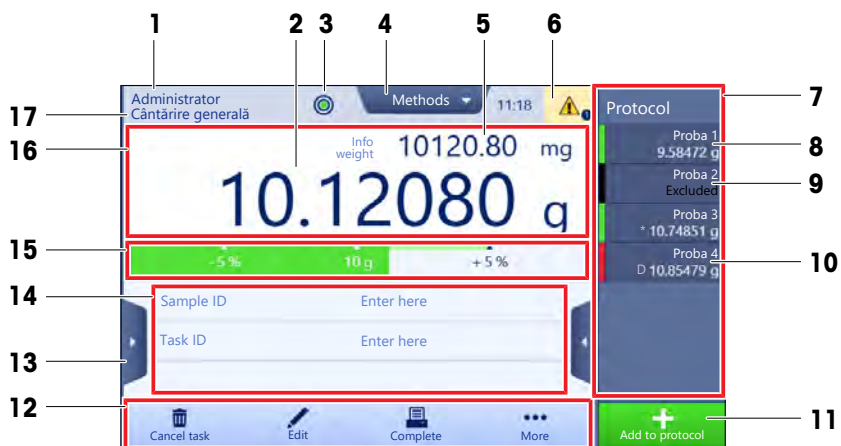 1 2 3 4 5 6
Administrator
Cântărire generală
Methods
11:18
17
16
Info
weight
10120.80 mg
10.12080 g
15
-5 % 10 g +5 %
14
Sample ID Enter here
Task ID Enter here
13
12
Cancel task
Edit
Complete
More
Protocol
7
Proba 1
9.58472 g
8
Proba 2
Excluded
9
Proba 3
* 10.74851 g
Proba 4
D 10.85479 g
10
Add to protocol
11